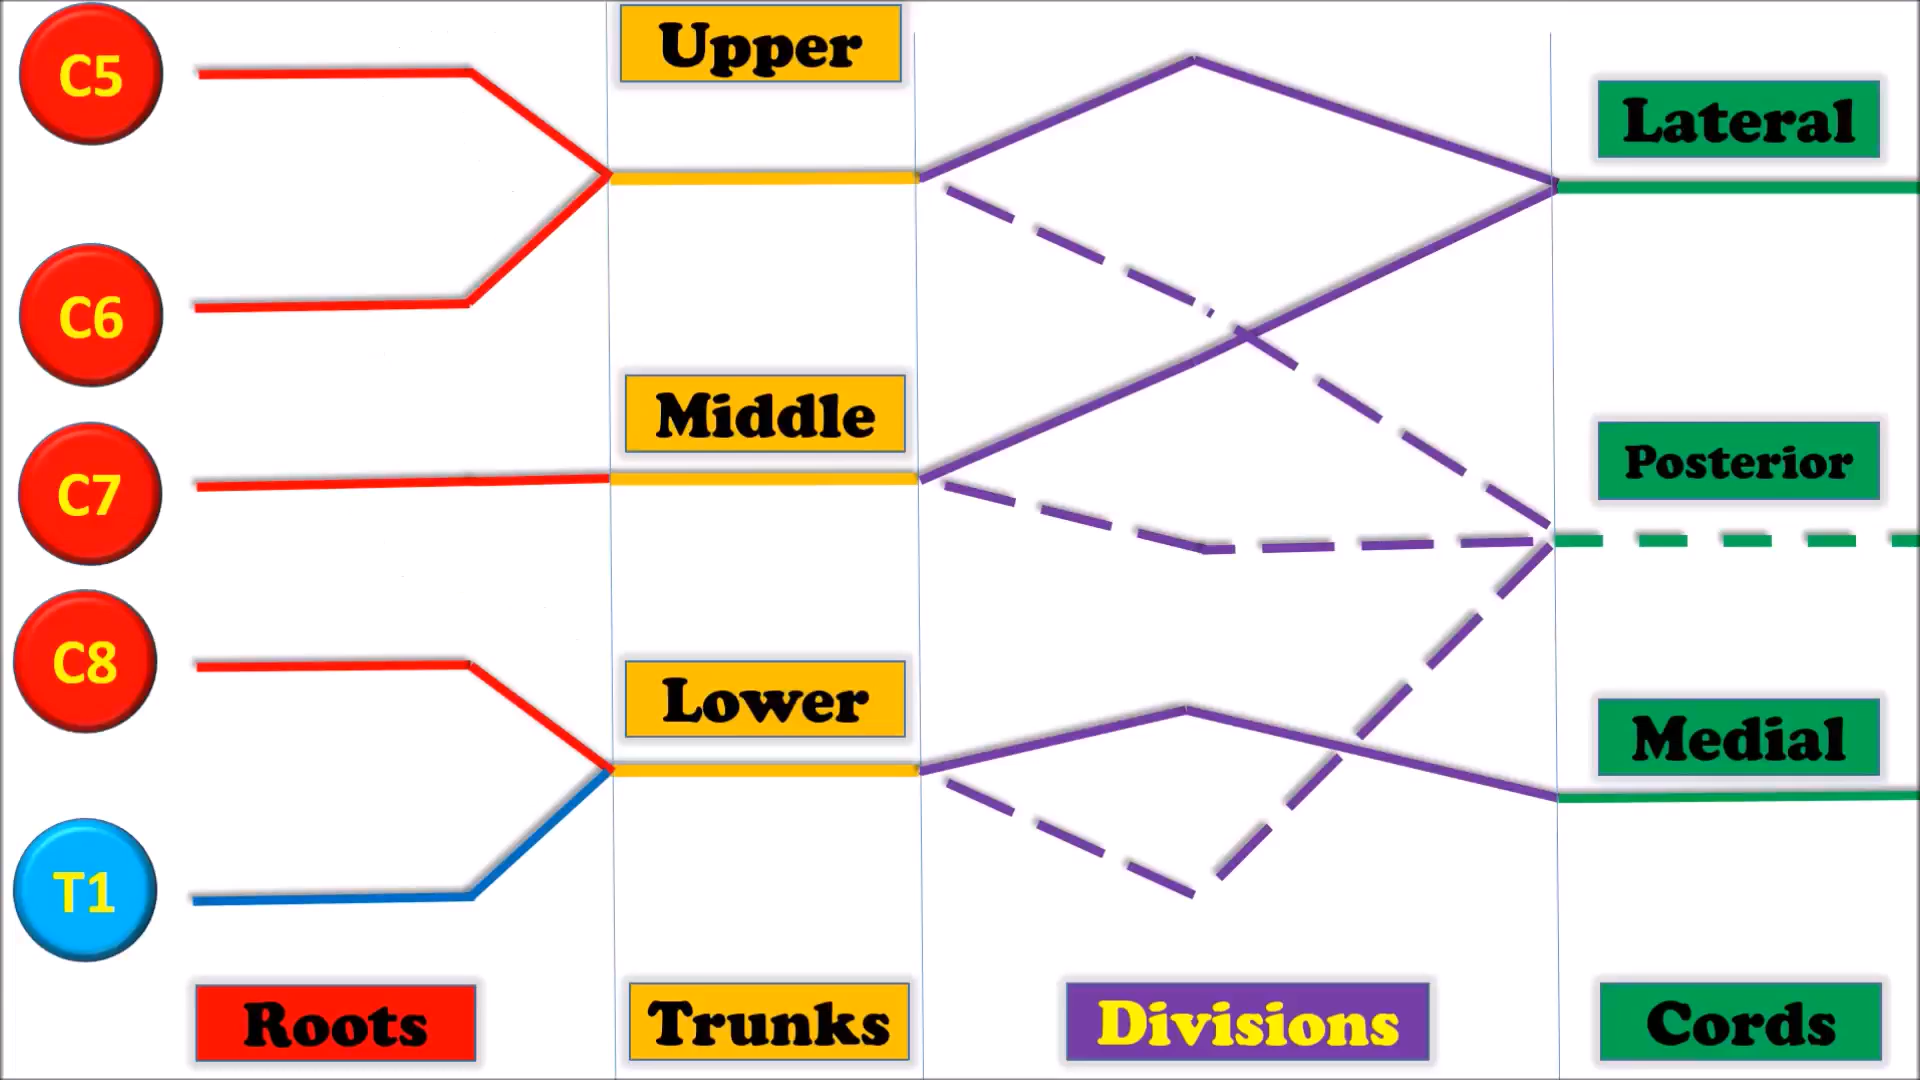 C5
Upper
Lateral
C6
Middle
C7
Posterior
C8
Lower
Medial
T1
Roots
Trunks
Divisions
Cords